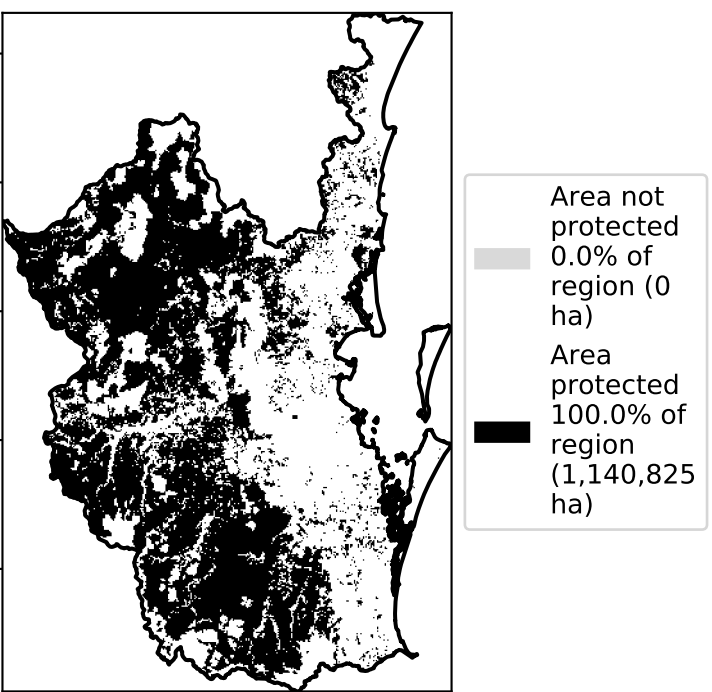 Area not
protected
0.0% of
region (0
ha)
Area
protected
100.0% of
region
(1,140,825
ha)